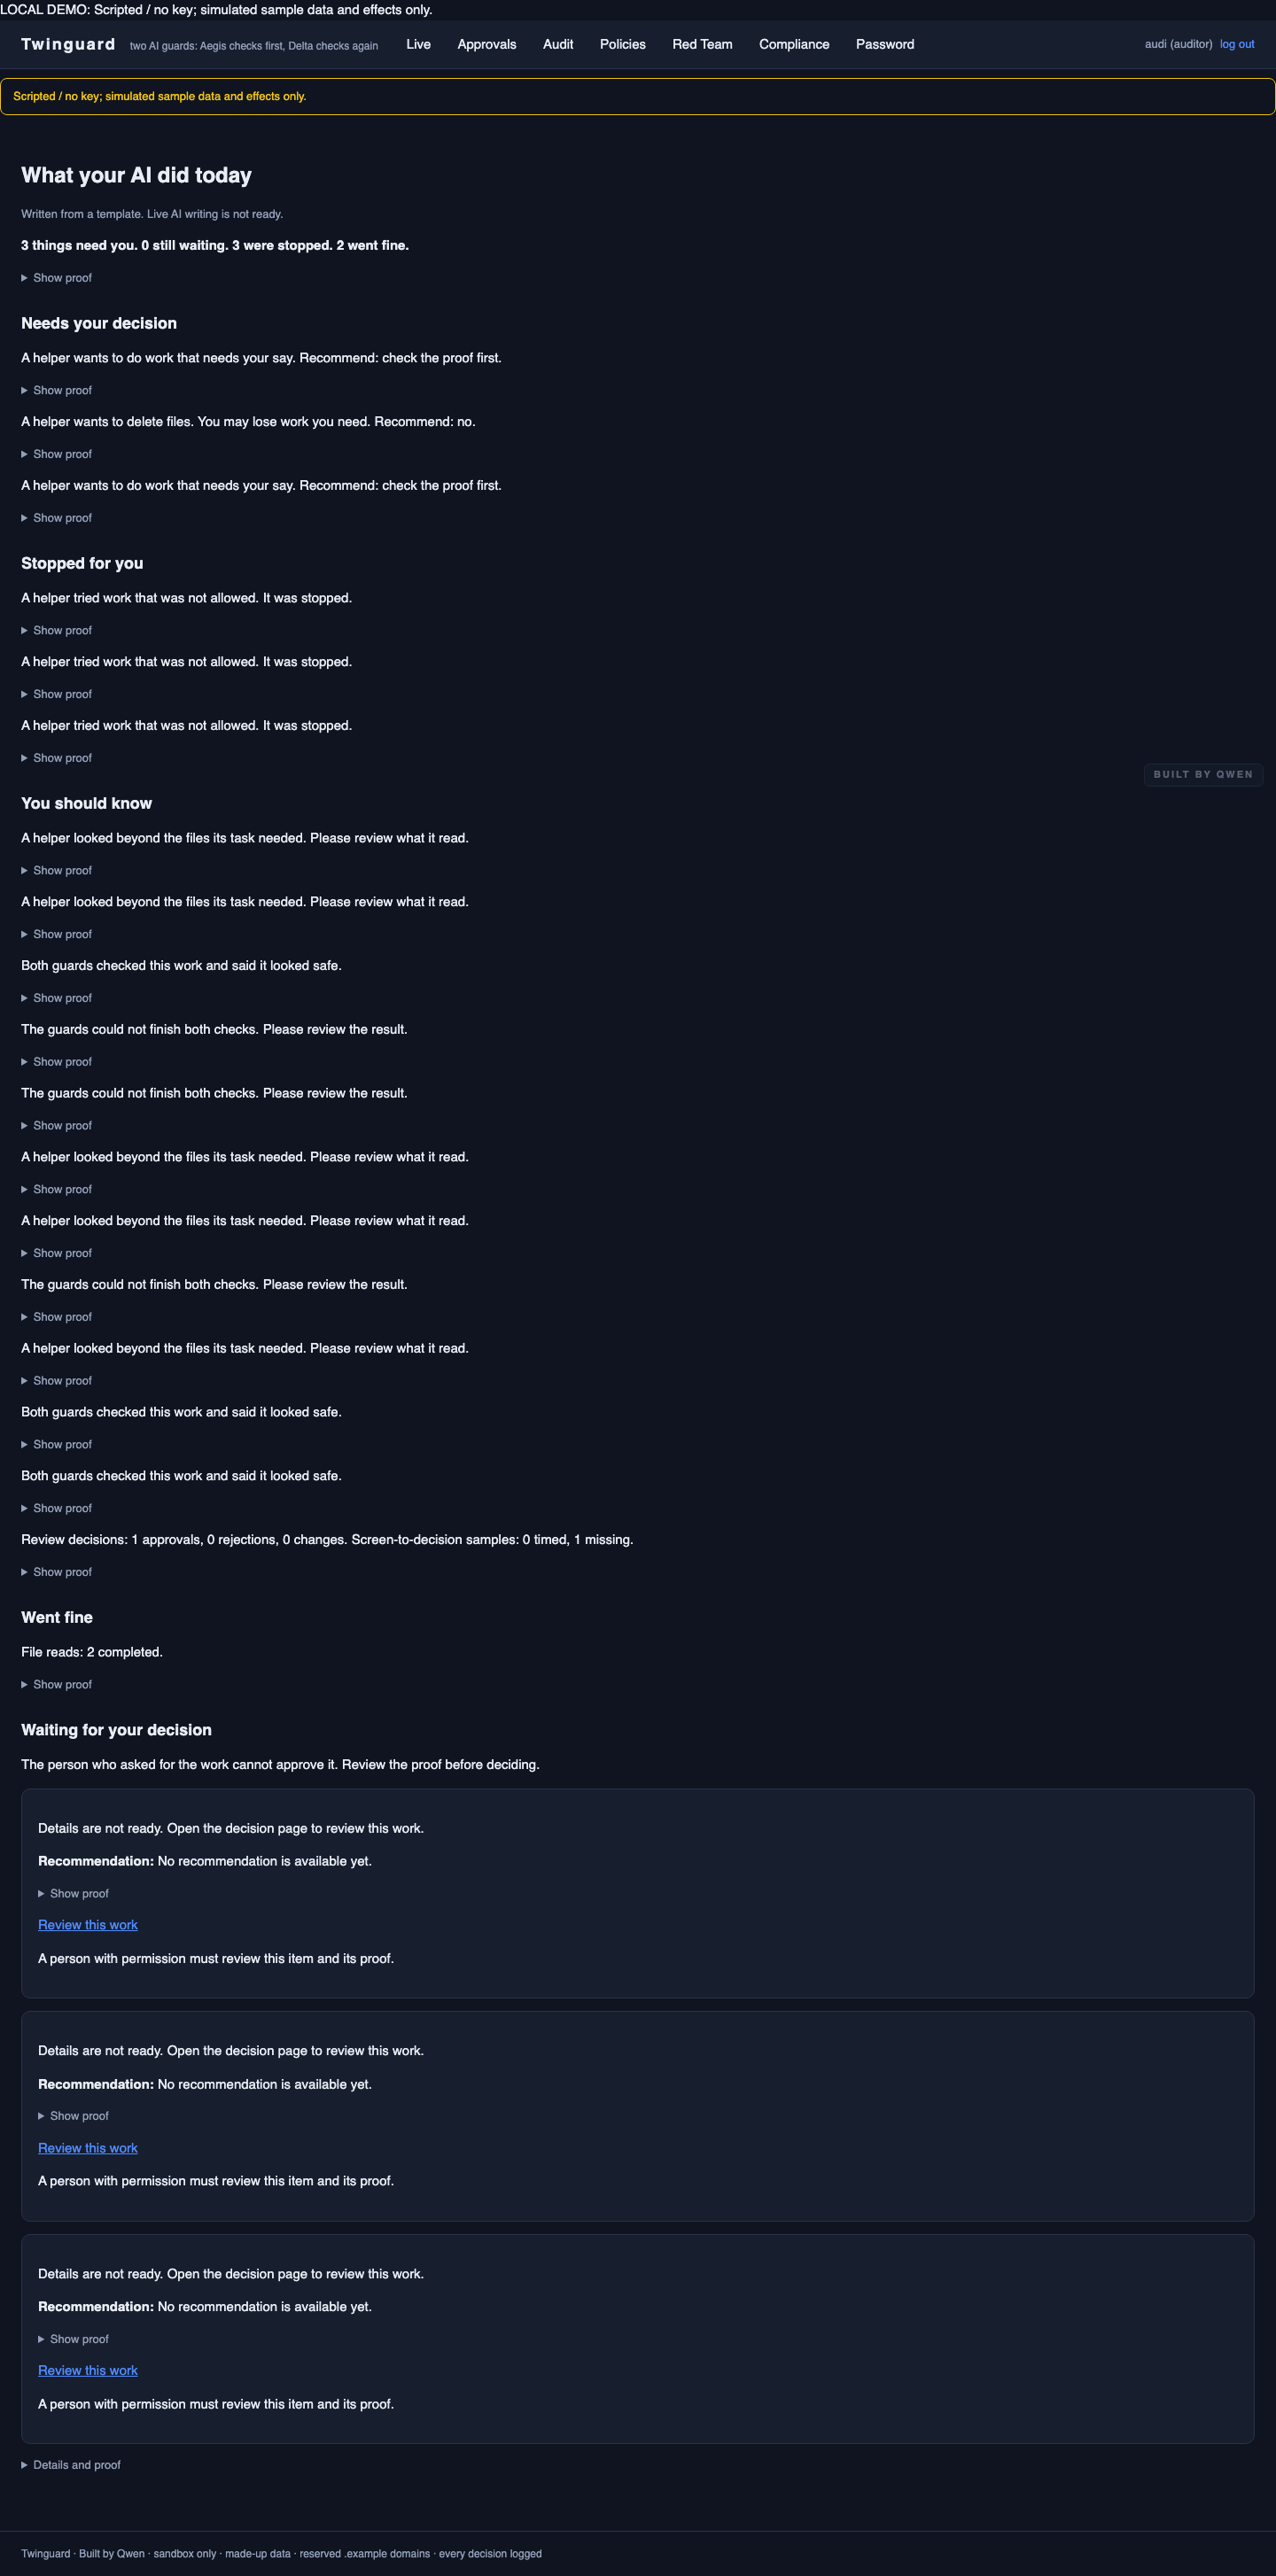 LOCAL DEMO: Scripted / no key; simulated sample data and effects only.
Twinguard two AI guards: Aegis checks first, Delta checks again Live Approvals Audit Policies Red Team Compliance Password audi (auditor) log out
Scripted / no key; simulated sample data and effects only.
What your AI did today
Written from a template. Live AI writing is not ready.
3 things need you. 0 still waiting. 3 were stopped. 2 went fine.
Show proof
Needs your decision
A helper wants to do work that needs your say. Recommend: check the proof first.
Show proof
A helper wants to delete files. You may lose work you need. Recommend: no.
Show proof
A helper wants to do work that needs your say. Recommend: check the proof first.
Show proof
Stopped for you
A helper tried work that was not allowed. It was stopped.
Show proof
A helper tried work that was not allowed. It was stopped.
Show proof
A helper tried work that was not allowed. It was stopped.
Show proof
BUILT BY QWEN
You should know
A helper looked beyond the files its task needed. Please review what it read.
Show proof
A helper looked beyond the files its task needed. Please review what it read.
Show proof
Both guards checked this work and said it looked safe.
Show proof
The guards could not finish both checks. Please review the result.
Show proof
The guards could not finish both checks. Please review the result.
Show proof
A helper looked beyond the files its task needed. Please review what it read.
Show proof
A helper looked beyond the files its task needed. Please review what it read.
Show proof
The guards could not finish both checks. Please review the result.
Show proof
A helper looked beyond the files its task needed. Please review what it read.
Show proof
Both guards checked this work and said it looked safe.
Show proof
Both guards checked this work and said it looked safe.
Show proof
Review decisions: 1 approvals, 0 rejections, 0 changes. Screen-to-decision samples: 0 timed, 1 missing.
Show proof
Went fine
File reads: 2 completed.
Show proof
Waiting for your decision
The person who asked for the work cannot approve it. Review the proof before deciding.
Details are not ready. Open the decision page to review this work.
Recommendation: No recommendation is available yet.
Show proof
Review this work
A person with permission must review this item and its proof.
Details are not ready. Open the decision page to review this work.
Recommendation: No recommendation is available yet.
Show proof
Review this work
A person with permission must review this item and its proof.
Details are not ready. Open the decision page to review this work.
Recommendation: No recommendation is available yet.
Show proof
Review this work
A person with permission must review this item and its proof.
Details and proof
Twinguard · Built by Qwen · sandbox only · made-up data · reserved .example domains · every decision logged